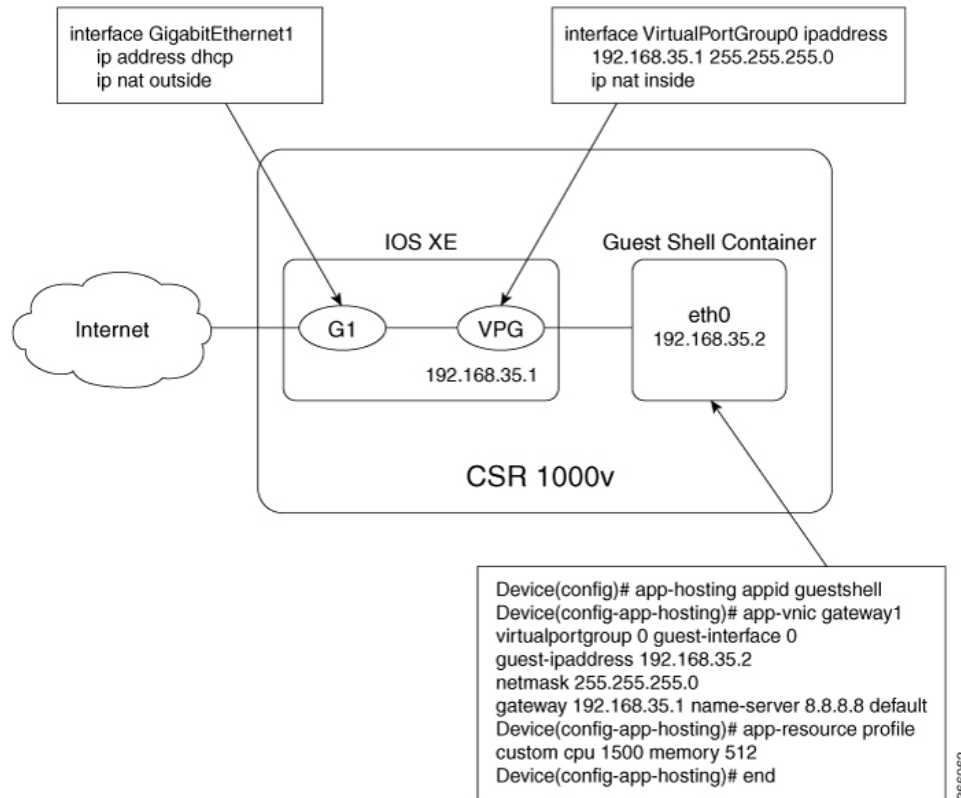 interface GigabitEthernet1
ip address dhcp
ip nat outside
interface VirtualPortGroup0 ipaddress
192.168.35.1 255.255.255.0
ip nat inside
IOS XE
Guest Shell Container
Internet
G1
VPG
192.168.35.1
eth0
192.168.35.2
CSR 1000v
Device(config)# app-hosting appid guestshell
Device(config-app-hosting)# app-vnic gateway1
virtualportgroup 0 guest-interface 0
guest-ipaddress 192.168.35.2
netmask 255.255.255.0
gateway 192.168.35.1 name-server 8.8.8.8 default
Device(config-app-hosting)# app-resource profile
custom cpu 1500 memory 512
Device(config-app-hosting)# end